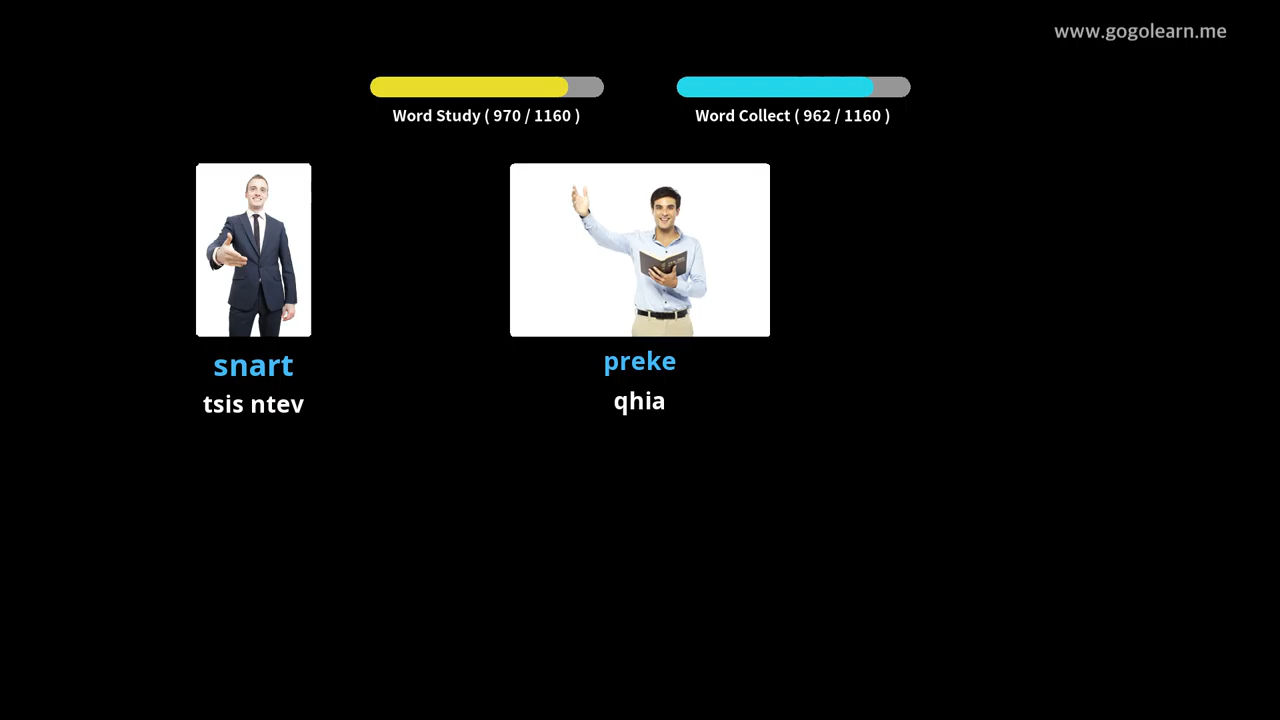 www.gogolearn.me
Word Study ( 970 / 1160 )
Word Collect ( 962 / 1160 )
snart
preke
tsis ntev
qhia